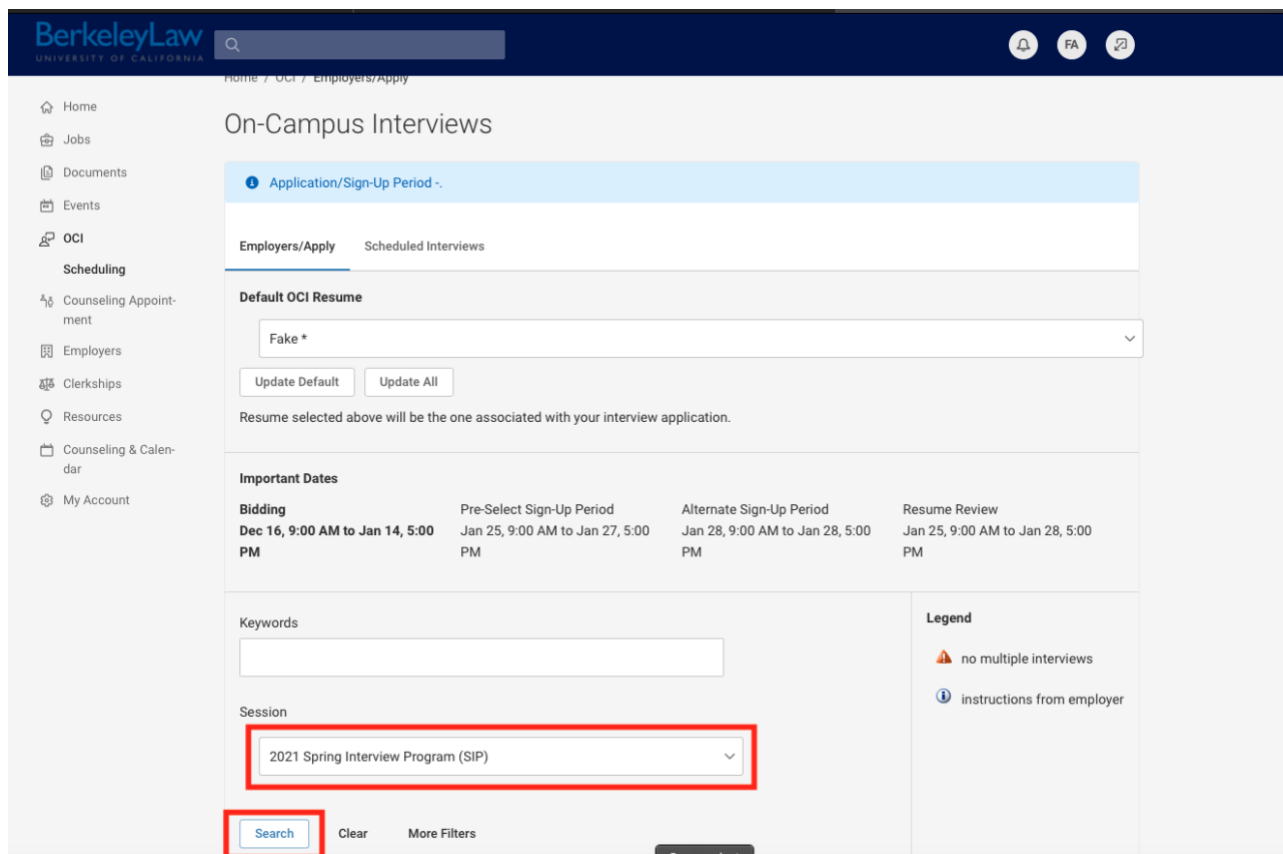 BerkeleyLaw
UNIVERSITY OF CALIFORNIA
FA
Home / OCI / Employers/Apply
Home
Jobs
Documents
Events
OCI
Scheduling
Counseling Appoint-
ment
Employers
Clerkships
Resources
Counseling & Calen-
dar
My Account
On-Campus Interviews
Application/Sign-Up Period -.
Employers/Apply Scheduled Interviews
Default OCI Resume
Fake *
Update Default Update All
Resume selected above will be the one associated with your interview application.
Important Dates
Bidding
Dec 16, 9:00 AM to Jan 14, 5:00
PM
Pre-Select Sign-Up Period
Jan 25, 9:00 AM to Jan 27, 5:00
PM
Alternate Sign-Up Period
Jan 28, 9:00 AM to Jan 28, 5:00
PM
Resume Review
Jan 25, 9:00 AM to Jan 28, 5:00
PM
Keywords
Session
2021 Spring Interview Program (SIP)
Search Clear More Filters
Legend
no multiple interviews
instructions from employer